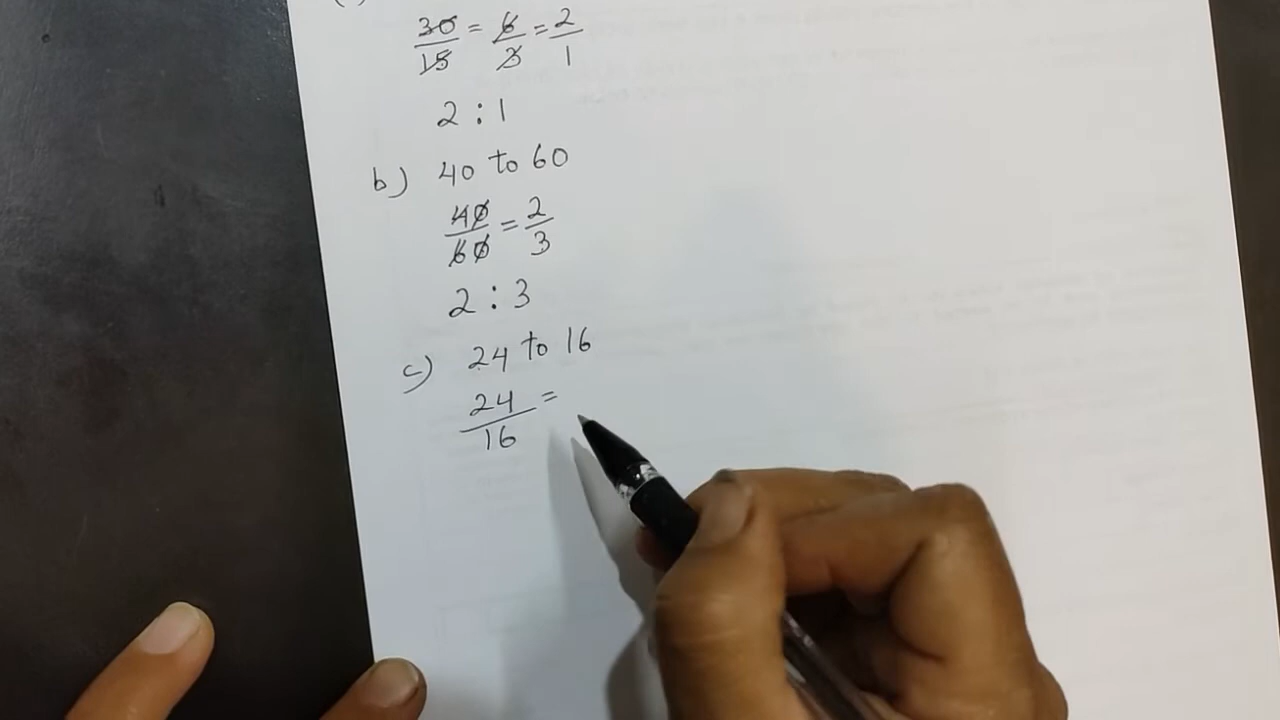 30/15 = 6/3 = 2/1
2 : 1
b) 40 to 60
40/60 = 2/3
2 : 3
c) 24 to 16
24/16 =